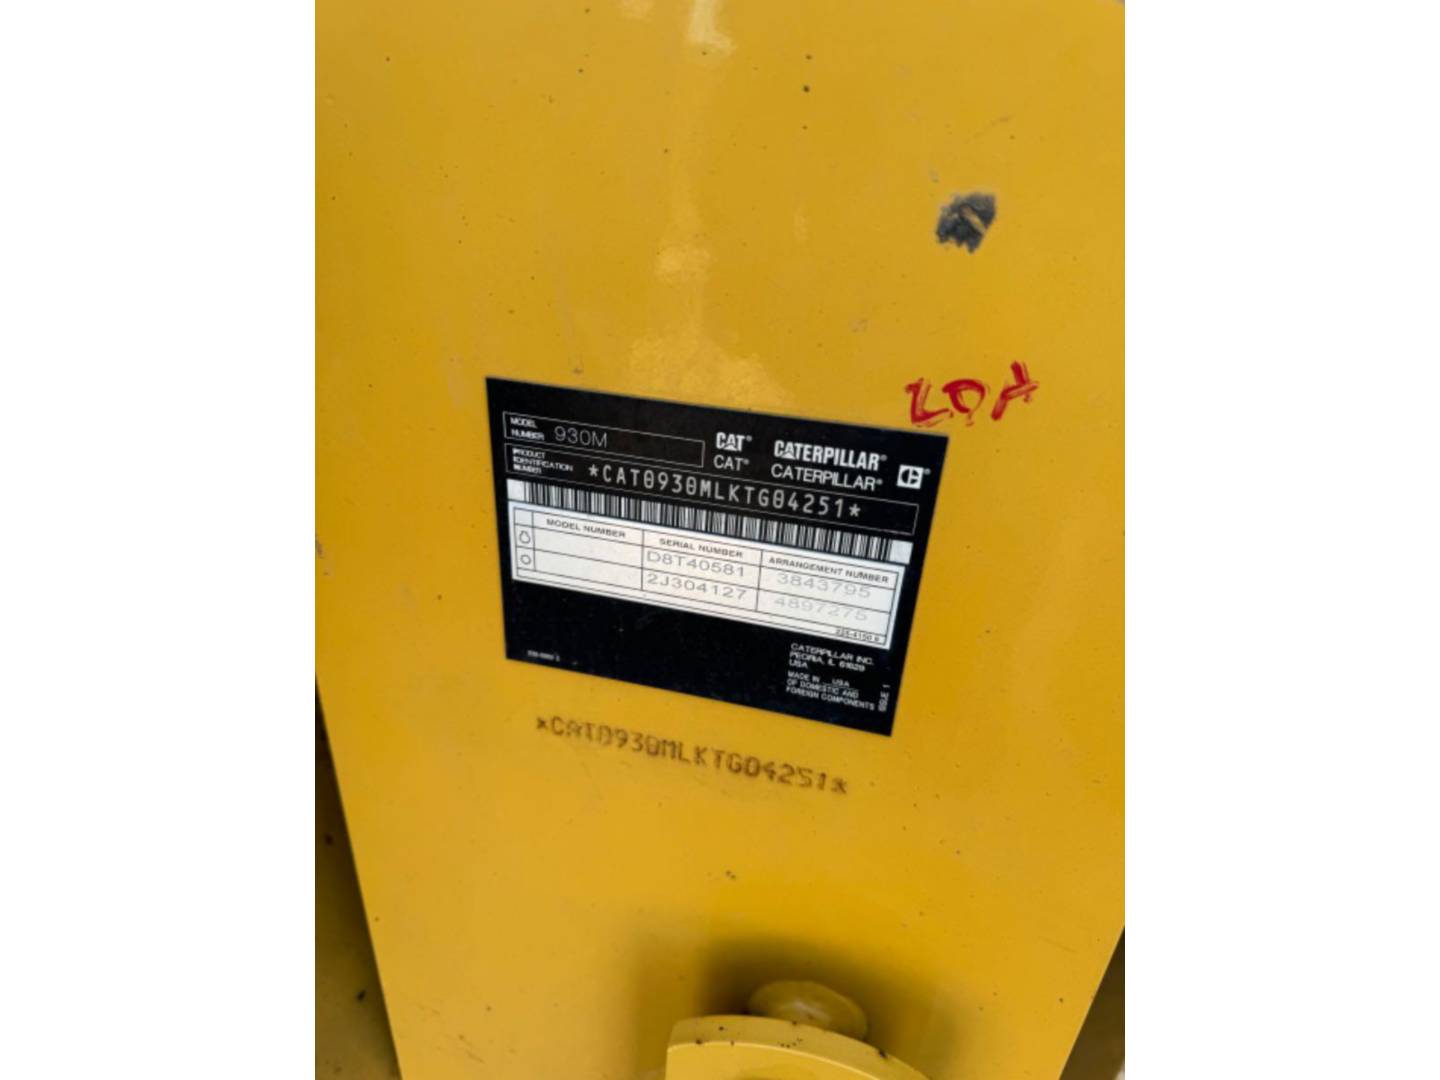 LDA
MODEL NUMBER 930M
CAT® CATERPILLAR®
CAT® CATERPILLAR®
PRODUCT IDENTIFICATION NUMBER *CAT0930MLKTG04251*
MODEL NUMBER SERIAL NUMBER ARRANGEMENT NUMBER
D8T40581 3843795
2J304127 4897275
CATERPILLAR INC.
PEORIA, IL 61629
USA
MADE IN USA
OF DOMESTIC AND
FOREIGN COMPONENTS
ISSUE 1
*CAT0930MLKTG04251*